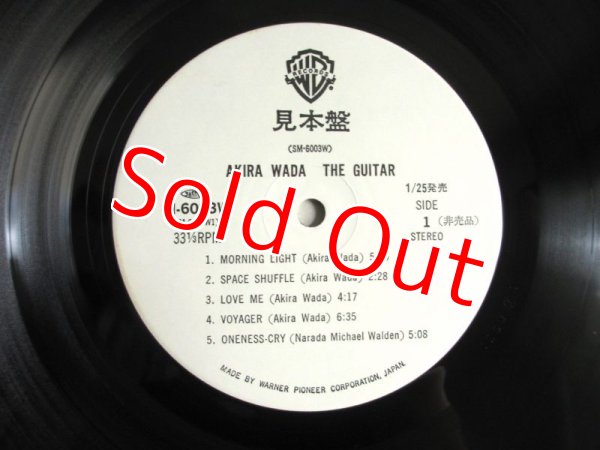 WB
RECORDS
見本盤
(SM-6003W)
AKIRA WADA THE GUITAR
1/25発売
SIDE
1 (非売品)
33⅓RPM
STEREO
1. MORNING LIGHT (Akira Wada)
2. SPACE SHUFFLE (Akira Wada) 2:28
3. LOVE ME (Akira Wada) 4:17
4. VOYAGER (Akira Wada) 6:35
5. ONENESS-CRY (Narada Michael Walden) 5:08
MADE BY WARNER PIONEER CORPORATION, JAPAN.
Sold Out